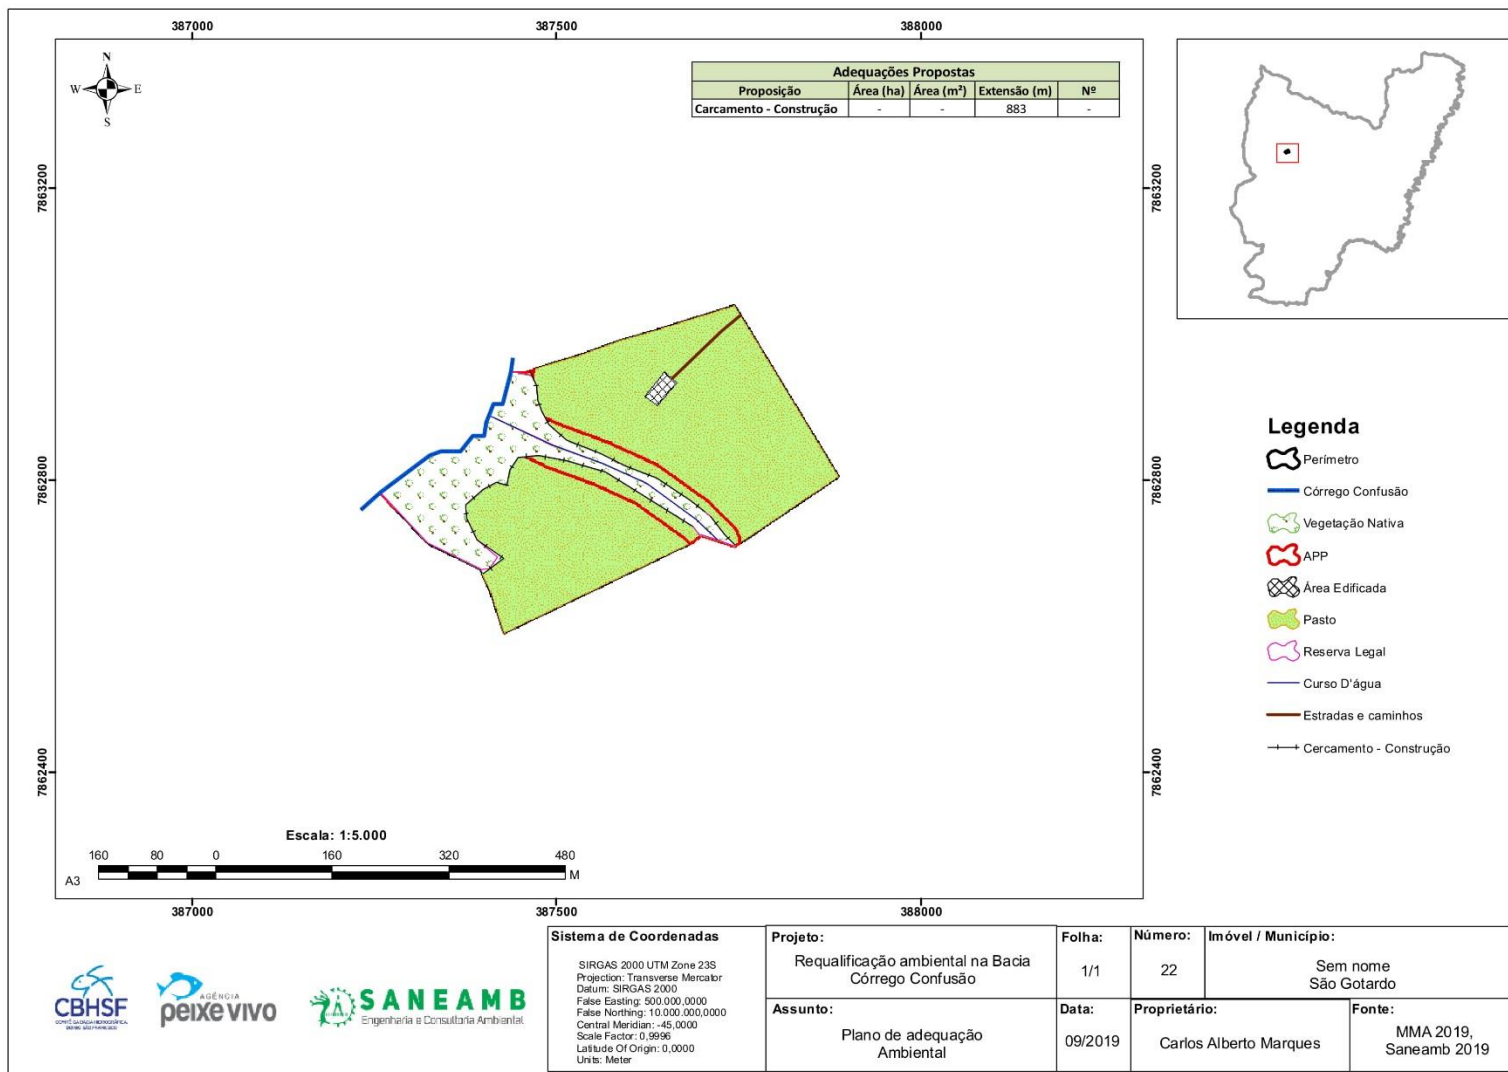 387000 387500 388000
N
W E
S
Adequações Propostas
Proposição Área (ha) Área (m²) Extensão (m) Nº
Carcamento - Construção - - 883 -
7863200 7863200
7862800 7862800
7862400 7862400
Legenda
Perímetro
Córrego Confusão
Vegetação Nativa
APP
Área Edificada
Pasto
Reserva Legal
Curso D'água
Estradas e caminhos
Cercamento - Construção
Escala: 1:5.000
160 80 0 160 320 480
A3 M
387000 387500 388000
CBHSF
AGÊNCIA
peixe vivo
SANEAMB
Engenharia e Consultoria Ambiental
Sistema de Coordenadas
SIRGAS 2000 UTM Zone 23S
Projection: Transverse Mercator
Datum: SIRGAS 2000
False Easting: 500.000,0000
False Northing: 10.000.000,0000
Central Meridian: -45,0000
Scale Factor: 0,9996
Latitude Of Origin: 0,0000
Units: Meter
Projeto:
Requalificação ambiental na Bacia
Córrego Confusão
Folha:
1/1
Número:
22
Imóvel / Município:
Sem nome
São Gotardo
Assunto:
Plano de adequação
Ambiental
Data:
09/2019
Proprietário:
Carlos Alberto Marques
Fonte:
MMA 2019,
Saneamb 2019